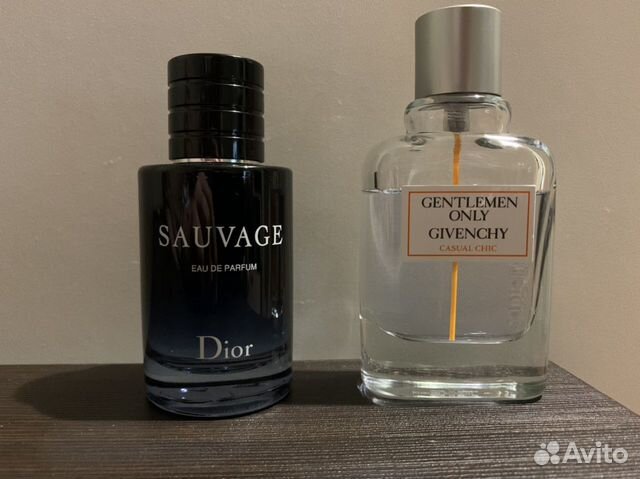 SAUVAGE
EAU DE PARFUM
Dior
GENTLEMEN
ONLY
GIVENCHY
CASUAL CHIC
Avito